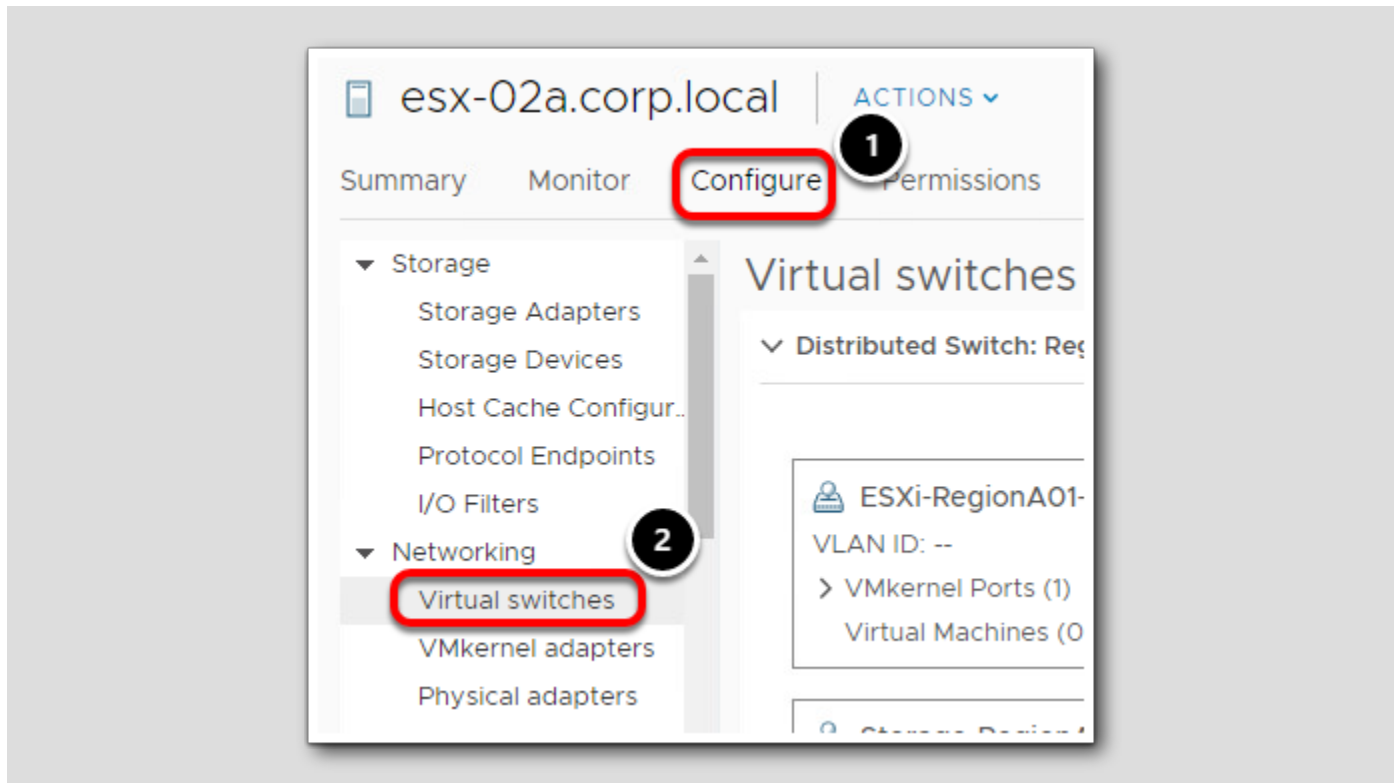 esx-02a.corp.local
ACTIONS
1
Summary Monitor Configure Permissions
Storage
Storage Adapters
Storage Devices
Host Cache Configur..
Protocol Endpoints
I/O Filters
2
Networking
Virtual switches
VMkernel adapters
Physical adapters
Virtual switches
Distributed Switch: Reg
ESXi-RegionA01-
VLAN ID: --
VMkernel Ports (1)
Virtual Machines (0